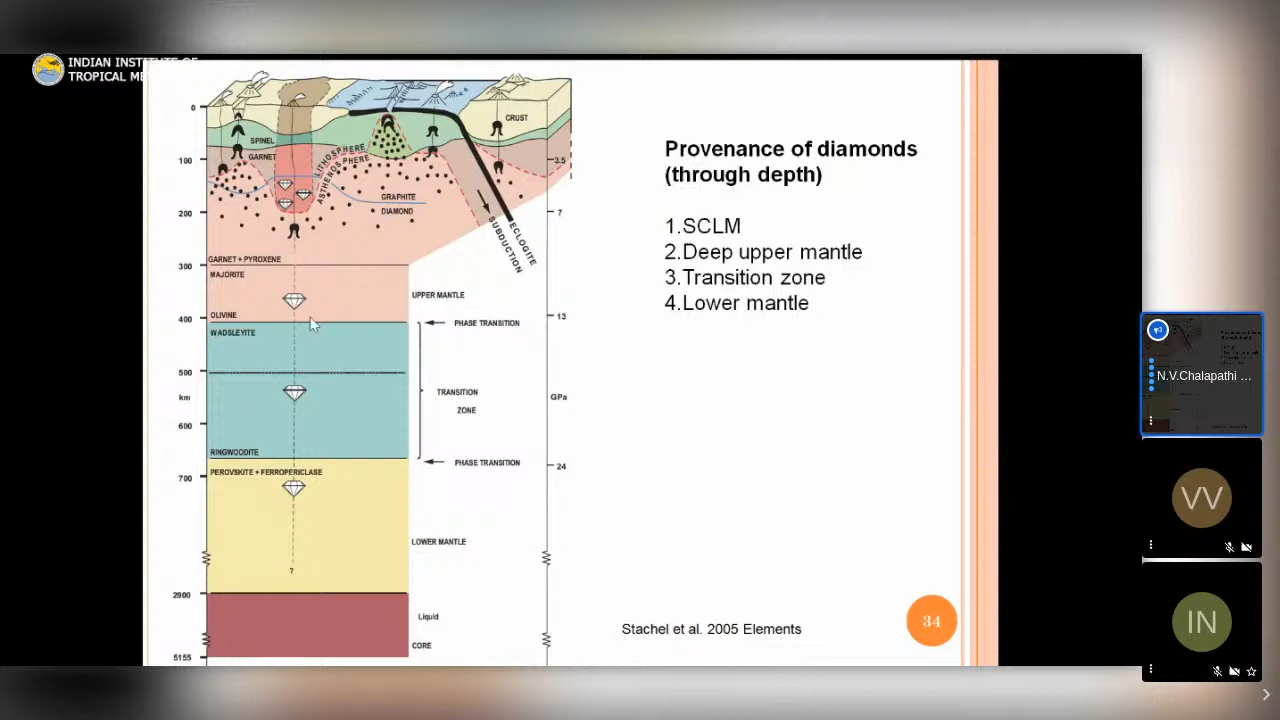 INDIAN INSTITUTE OF
TROPICAL ME
0
100
200
300
400
500
km
600
700
2900
5155
CRUST
SPINEL
GARNET
LITHOSPHERE
ASTHENOSPHERE
GRAPHITE
DIAMOND
SUBDUCTION
ECLOGITE
3.5
7
13
GPa
24
GARNET + PYROXENE
MAJORITE
UPPER MANTLE
OLIVINE
PHASE TRANSITION
WADSLEYITE
TRANSITION
ZONE
RINGWOODITE
PHASE TRANSITION
PEROVSKITE + FERROPERICLASE
LOWER MANTLE
?
Liquid
CORE
Provenance of diamonds
(through depth)
1.SCLM
2.Deep upper mantle
3.Transition zone
4.Lower mantle
Stachel et al. 2005 Elements
34
N.V.Chalapathi ...
VV
IN